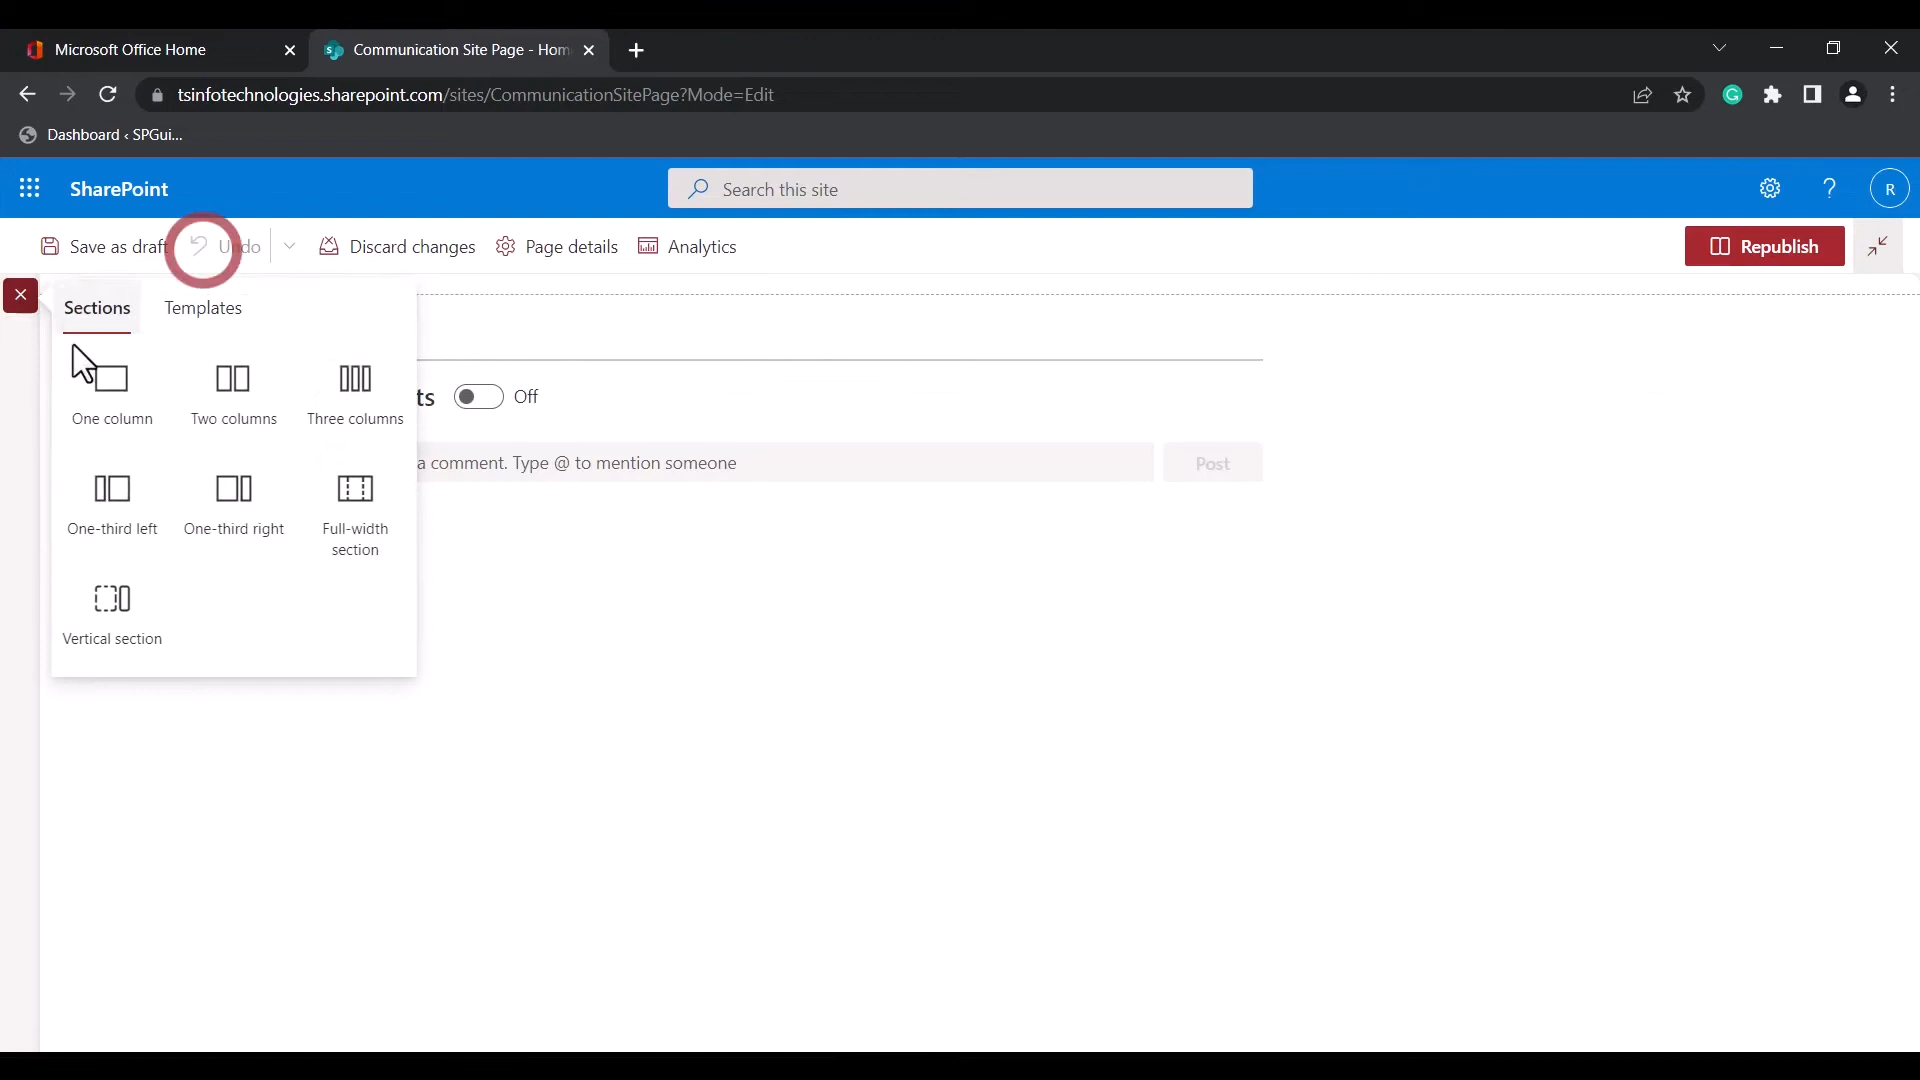 Microsoft Office Home
Communication Site Page - Hom
tsinfotechnologies.sharepoint.com/sites/CommunicationSitePage?Mode=Edit
Dashboard ‹ SPGui...
SharePoint
Search this site
R
Save as draft
Undo
Discard changes
Page details
Analytics
Republish
Sections
Templates
One column
Two columns
Three columns
ts
Off
a comment. Type @ to mention someone
Post
One-third left
One-third right
Full-width
section
Vertical section